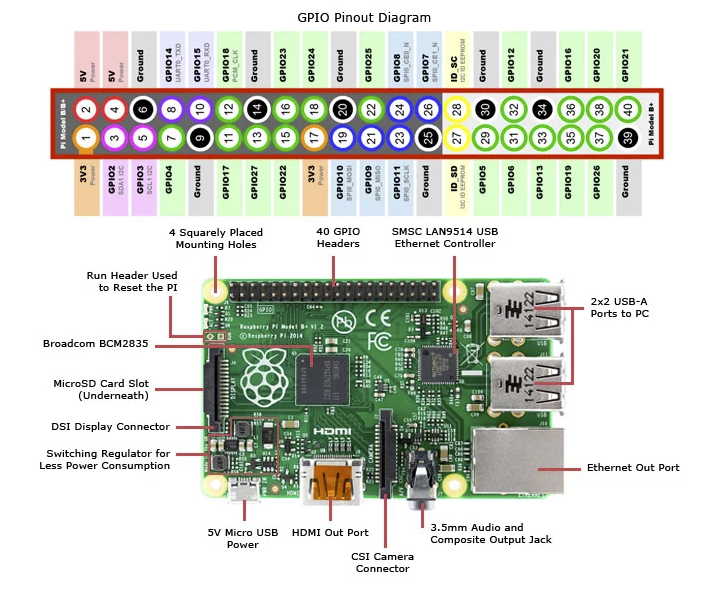 GPIO Pinout Diagram
5V Power
5V Power
Ground
GPIO14 UART0_TXD
GPIO15 UART0_RXD
GPIO18 PCM_CLK
Ground
GPIO23
GPIO24
Ground
GPIO25
GPIO8 SPI0_CE0_N
GPIO7 SPI0_CE1_N
ID_SC I2C ID EEPROM
Ground
GPIO12
Ground
GPIO16
GPIO20
GPIO21
Pi Model B/B+
2 4 6 8 10 12 14 16 18 20 22 24 26 28 30 32 34 36 38 40
1 3 5 7 9 11 13 15 17 19 21 23 25 27 29 31 33 35 37 39
Pi Model B+
3V3 Power
GPIO2 SDA1 I2C
GPIO3 SCL1 I2C
GPIO4
Ground
GPIO17
GPIO27
GPIO22
3V3 Power
GPIO10 SPI0_MOSI
GPIO9 SPI0_MISO
GPIO11 SPI0_SCLK
Ground
ID_SD I2C ID EEPROM
GPIO5
GPIO6
GPIO13
GPIO19
GPIO26
Ground
4 Squarely Placed
Mounting Holes
40 GPIO
Headers
SMSC LAN9514 USB
Ethernet Controller
Run Header Used
to Reset the PI
2x2 USB-A
Ports to PC
Broadcom BCM2835
MicroSD Card Slot
(Underneath)
DSI Display Connector
Switching Regulator for
Less Power Consumption
Ethernet Out Port
5V Micro USB
Power
HDMI Out Port
CSI Camera
Connector
3.5mm Audio and
Composite Output Jack
GPIO
Raspberry Pi Model B+ V1.2
© Raspberry Pi 2014
Pb
CE
FC
DISPLAY
HDMI
CAMERA
14122
14122
USB